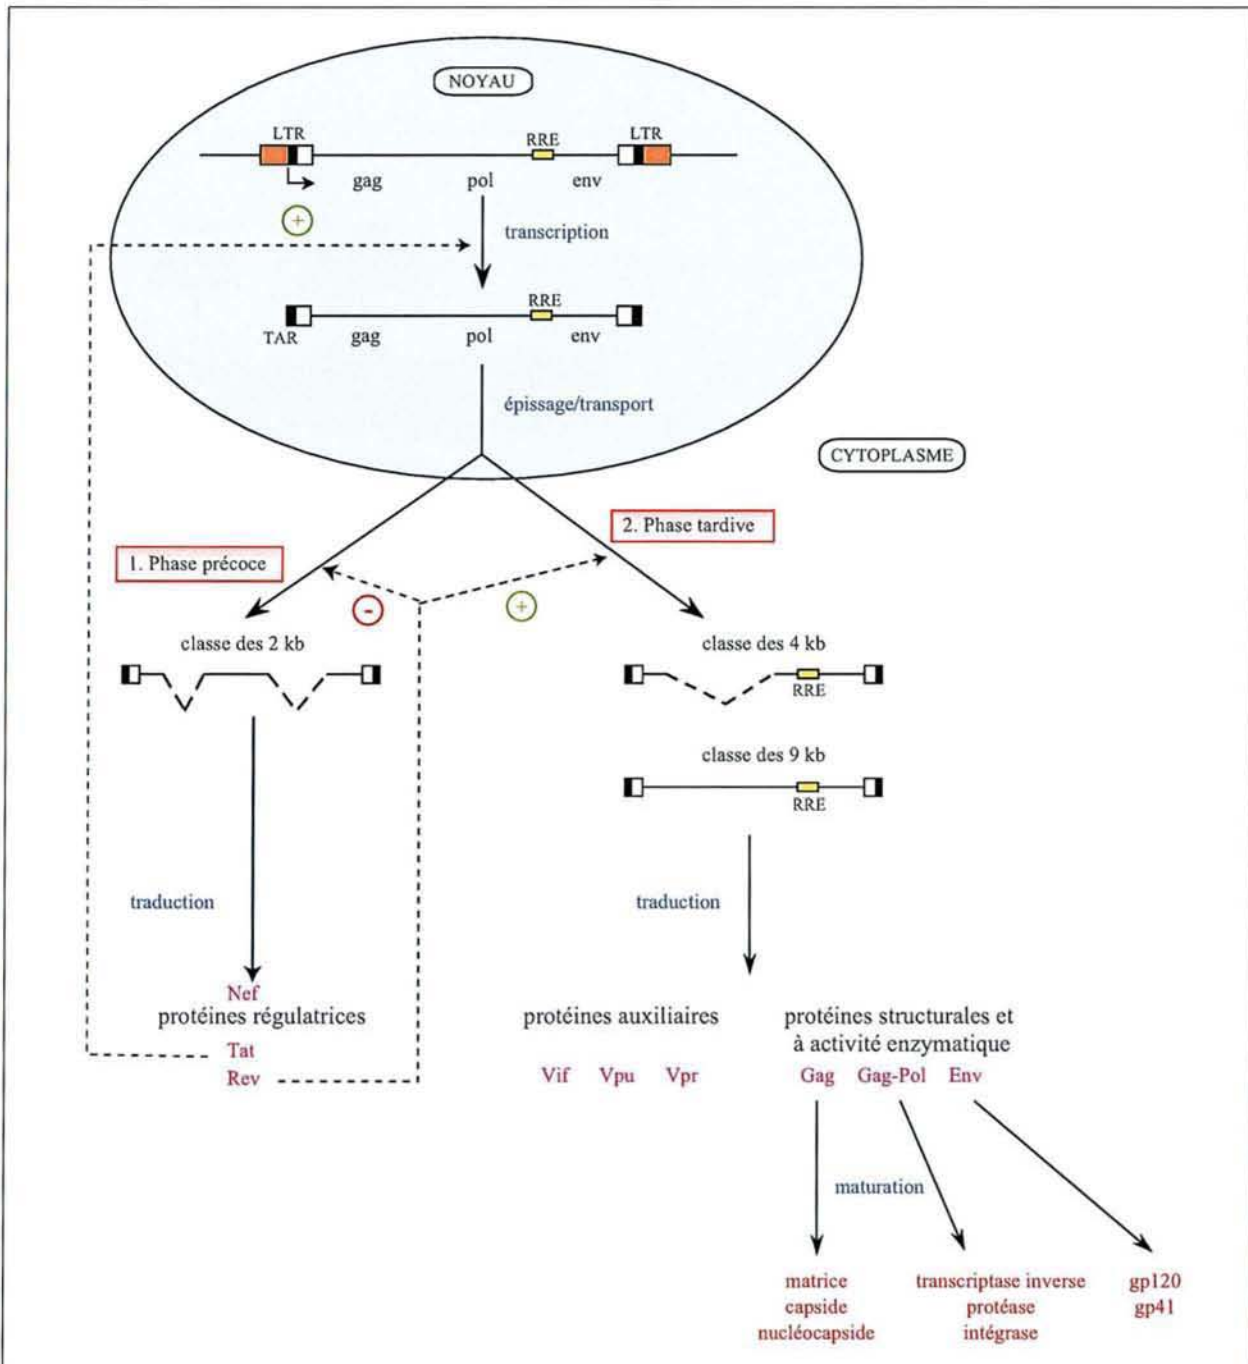 NOYAU
LTR
RRE
LTR
gag
pol
env
+
transcription
RRE
TAR
gag
pol
env
épissage/transport
CYTOPLASME
2. Phase tardive
1. Phase précoce
-
+
classe des 2 kb
classe des 4 kb
RRE
classe des 9 kb
RRE
traduction
traduction
Nef
protéines régulatrices
Tat
Rev
protéines auxiliaires
Vif Vpu Vpr
protéines structurales et
à activité enzymatique
Gag Gag-Pol Env
maturation
matrice
capside
nucléocapside
transcriptase inverse
protéase
intégrase
gp120
gp41